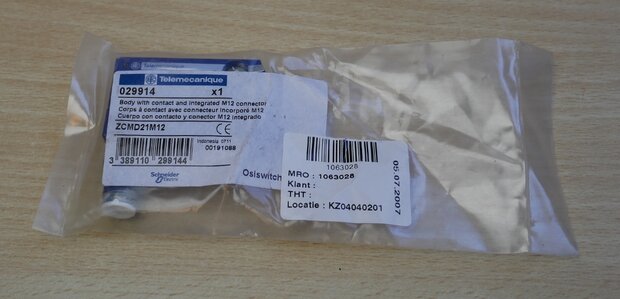 Telemecanique
029914 x1
Body with contact and integrated M12 connector
Corps à contact avec connecteur incorporé M12
Cuerpo con contacto y conector M12 integrado
ZCMD21M12 CE
Indonesia 0711
00191088
3 389110 299144
Schneider
Electric
Osiswitch
1063028
MRO : 1063028
Klant :
THT :
Locatie : KZ04040201
05.07.2007